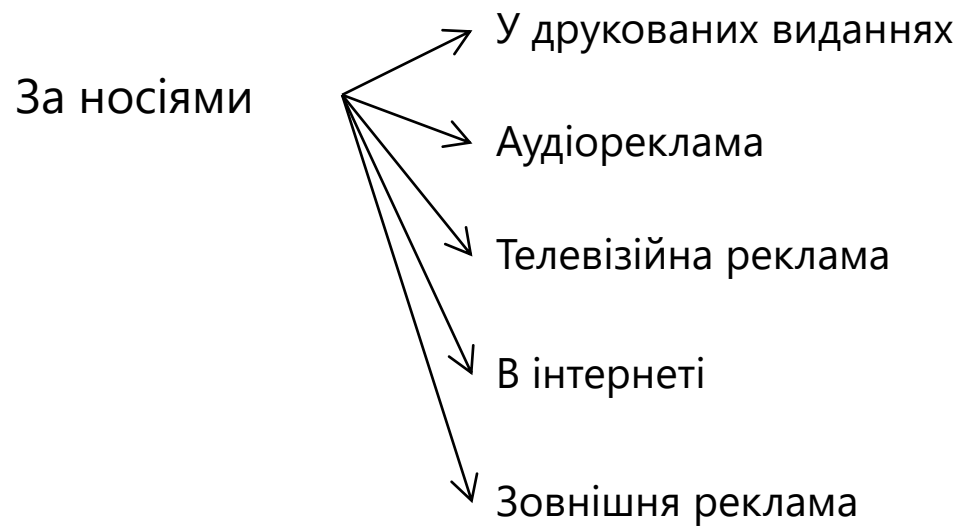 У друкованих виданнях
За носіями
Аудіореклама
Телевізійна реклама
В інтернеті
Зовнішня реклама